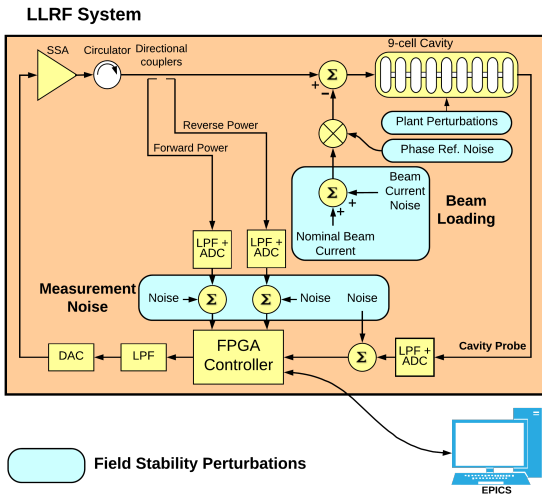 LLRF System
SSA
Circulator
Directional
couplers
9-cell Cavity
Σ
+
−
Plant Perturbations
Phase Ref. Noise
Reverse Power
Forward Power
Beam
Current
Noise
Σ
+
+
Nominal Beam
Current
Beam
Loading
LPF +
ADC
LPF +
ADC
Measurement
Noise
Noise
Σ
Σ
Noise
Noise
DAC
LPF
FPGA
Controller
Σ
LPF +
ADC
Cavity Probe
Field Stability Perturbations
EPICS